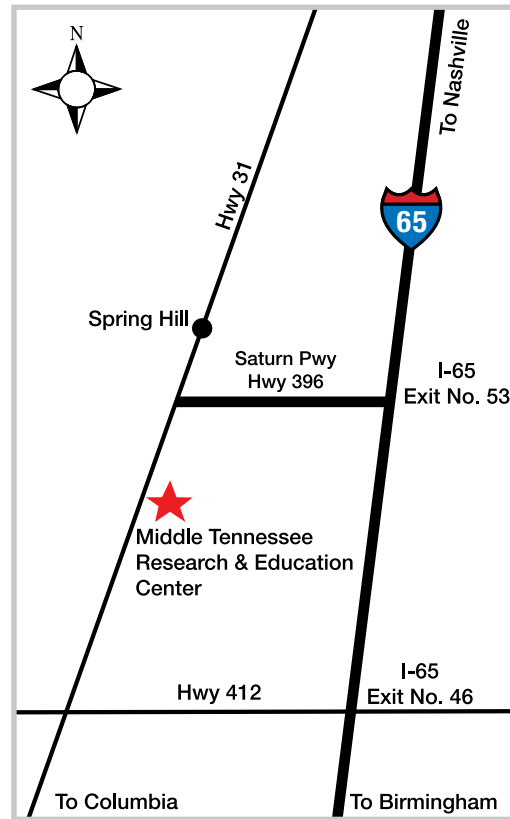 N
To Nashville
Hwy 31
65
Spring Hill
Saturn Pwy
Hwy 396
I-65
Exit No. 53
Middle Tennessee
Research & Education
Center
I-65
Exit No. 46
Hwy 412
To Columbia
To Birmingham